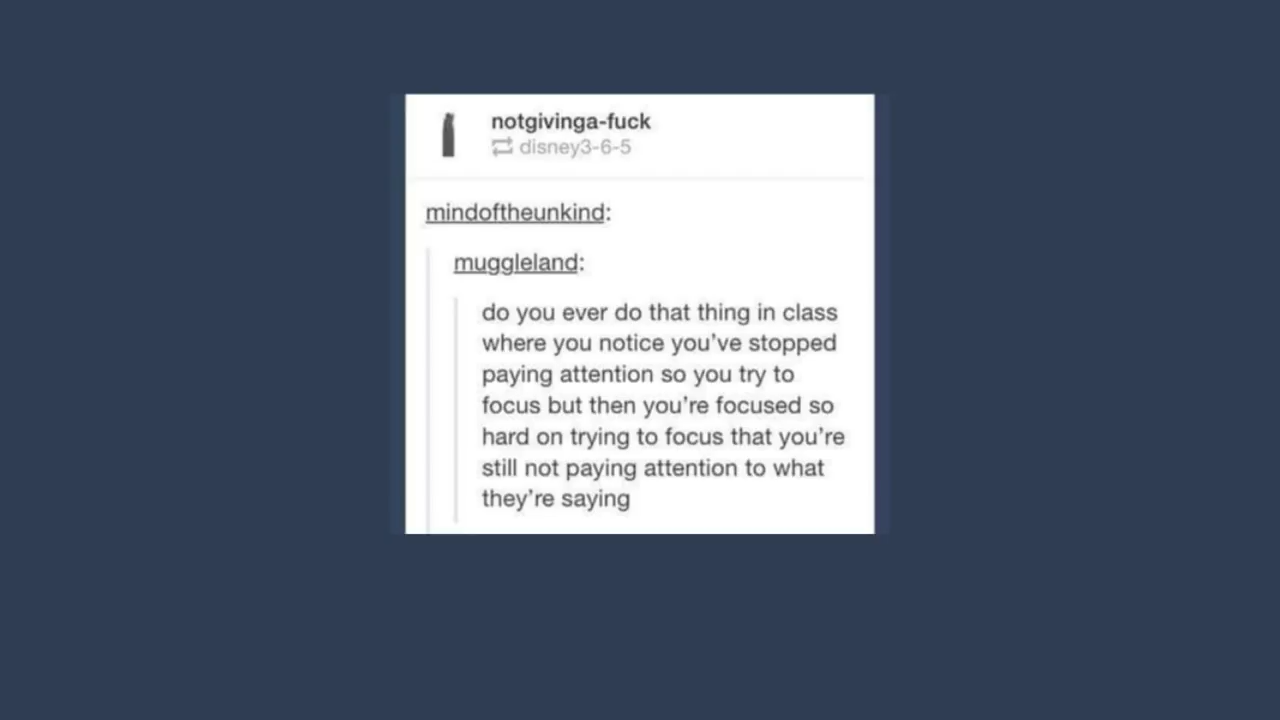 notgivinga-fuck
disney3-6-5
mindoftheunkind:
muggleland:
do you ever do that thing in class
where you notice you've stopped
paying attention so you try to
focus but then you're focused so
hard on trying to focus that you're
still not paying attention to what
they're saying